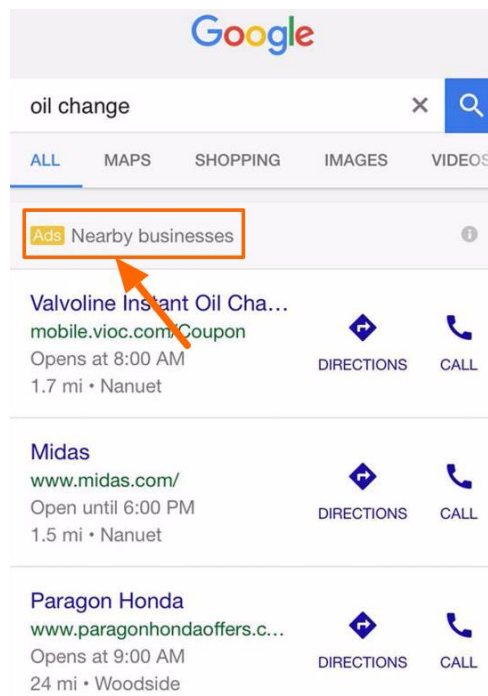 Google
oil change
ALL MAPS SHOPPING IMAGES VIDEOS
Ads Nearby businesses
Valvoline Instant Oil Cha...
mobile.vioc.com/Coupon
Opens at 8:00 AM
1.7 mi • Nanuet
DIRECTIONS CALL
Midas
www.midas.com/
Open until 6:00 PM
1.5 mi • Nanuet
DIRECTIONS CALL
Paragon Honda
www.paragonhondaoffers.c...
Opens at 9:00 AM
24 mi • Woodside
DIRECTIONS CALL